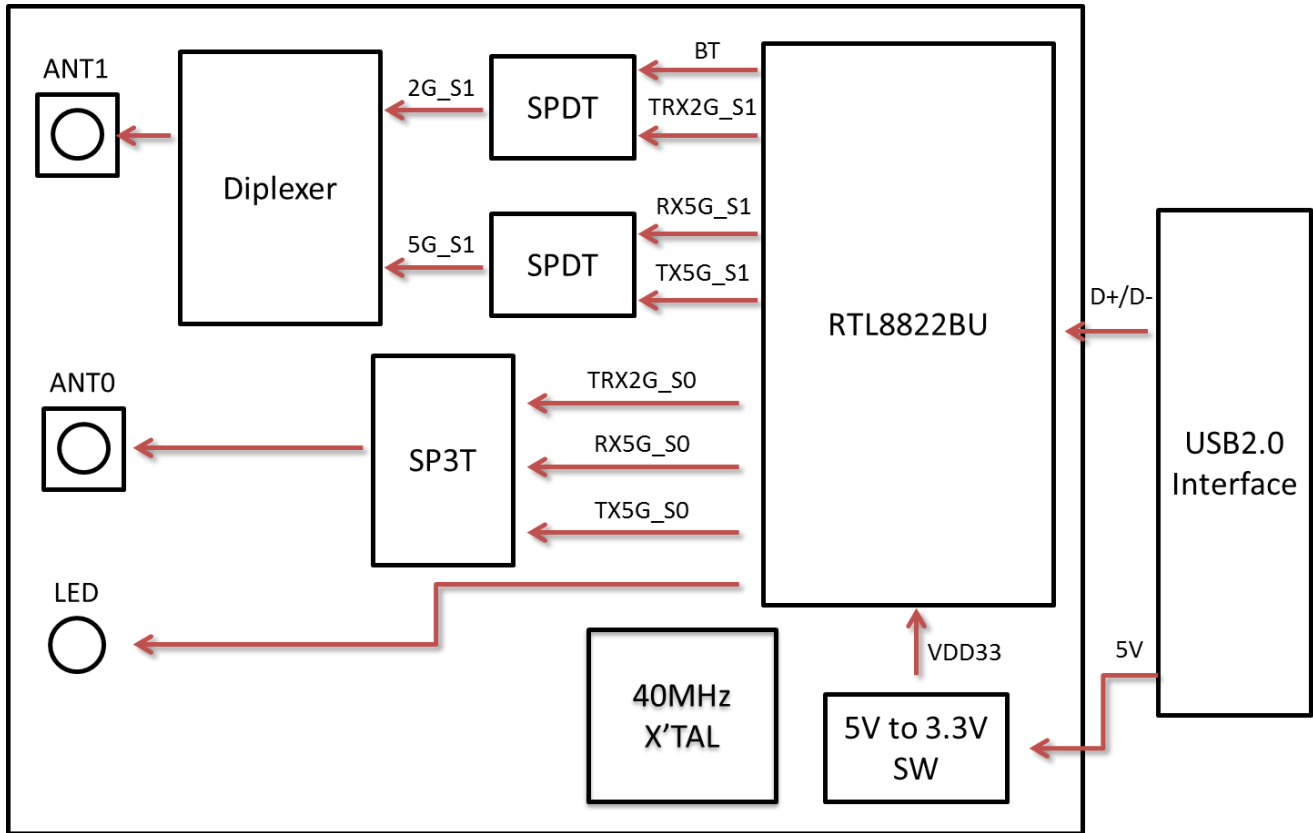 ANT1
Diplexer
2G_S1
5G_S1
SPDT
SPDT
BT
TRX2G_S1
RX5G_S1
TX5G_S1
RTL8822BU
D+/D-
USB2.0
Interface
5V
ANT0
SP3T
TRX2G_S0
RX5G_S0
TX5G_S0
LED
40MHz
X’TAL
VDD33
5V to 3.3V
SW